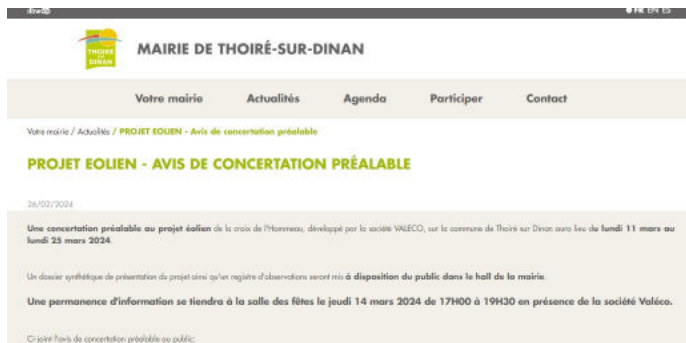 FR EN ES
THOIRÉ
SUR
DINAN
MAIRIE DE THOIRÉ-SUR-DINAN
Votre mairie Actualités Agenda Participer Contact
Votre mairie / Actualités / PROJET EOLIEN - Avis de concertation préalable
PROJET EOLIEN - AVIS DE CONCERTATION PRÉALABLE
26/02/2024
Une concertation préalable au projet éolien de la croix de l'Hommeau, développé par la société VALECO, sur la commune de Thoiré sur Dinan aura lieu du lundi 11 mars au
lundi 25 mars 2024.
Un dossier synthétique de présentation du projet ainsi qu'un registre d'observations seront mis à disposition du public dans le hall de la mairie.
Une permanence d'information se tiendra à la salle des fêtes le jeudi 14 mars 2024 de 17H00 à 19H30 en présence de la société Valéco.
Ci-joint l'avis de concertation préalable au public: